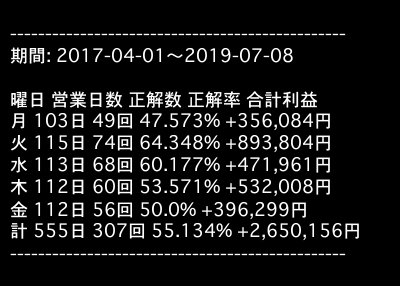 ------------------------------------------------
期間: 2017-04-01〜2019-07-08
曜日 営業日数 正解数 正解率 合計利益
月 103日 49回 47.573% +356,084円
火 115日 74回 64.348% +893,804円
水 113日 68回 60.177% +471,961円
木 112日 60回 53.571% +532,008円
金 112日 56回 50.0% +396,299円
計 555日 307回 55.134% +2,650,156円
------------------------------------------------